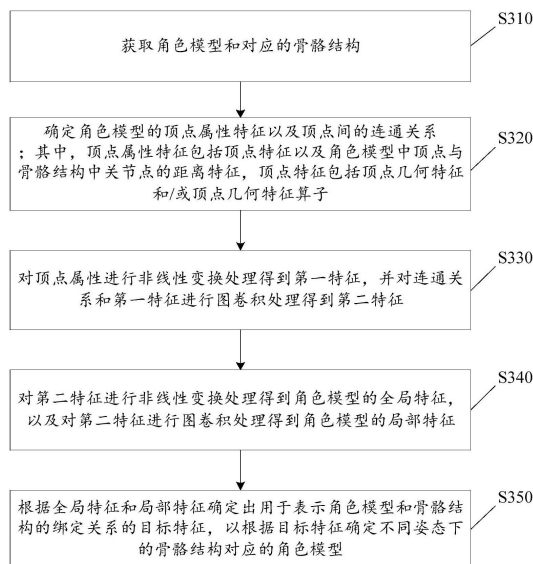 S310
获取角色模型和对应的骨骼结构
S320
确定角色模型的顶点属性特征以及顶点间的连通关系
；其中，顶点属性特征包括顶点特征以及角色模型中顶点与
骨骼结构中关节点的距离特征，顶点特征包括顶点几何特征
和/或顶点几何特征算子
S330
对顶点属性进行非线性变换处理得到第一特征，并对连通关
系和第一特征进行图卷积处理得到第二特征
S340
对第二特征进行非线性变换处理得到角色模型的全局特征，
以及对第二特征进行图卷积处理得到角色模型的局部特征
S350
根据全局特征和局部特征确定出用于表示角色模型和骨骼结
构的绑定关系的目标特征，以根据目标特征确定不同姿态下
的骨骼结构对应的角色模型